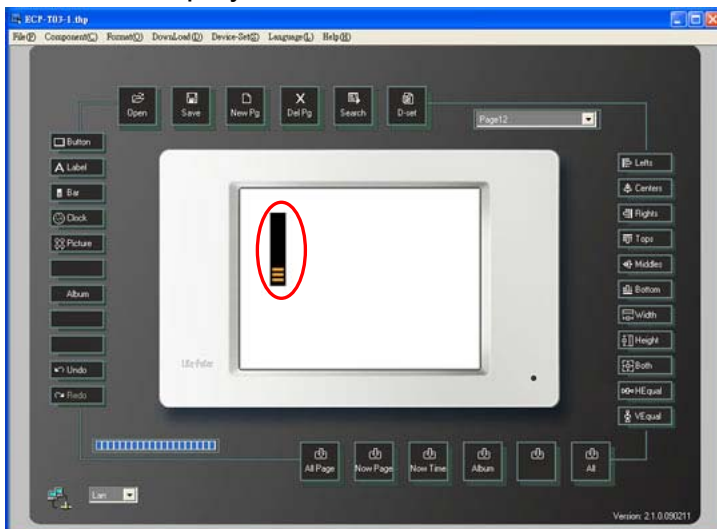 ECP-T03-1.thp
File(F) Component(C) Format(O) DownLoad(D) Device-Set(S) Language(L) Help(H)
Open Save New Pg Del Pg Search D-set
Page12
Button
Label
Bar
Clock
Picture
Album
Undo
Redo
Lefts
Centers
Rights
Tops
Middles
Bottom
Width
Height
Both
HEqual
VEqual
All Page Now Page Now Time Album All
Lan
Version: 2.1.0.090211